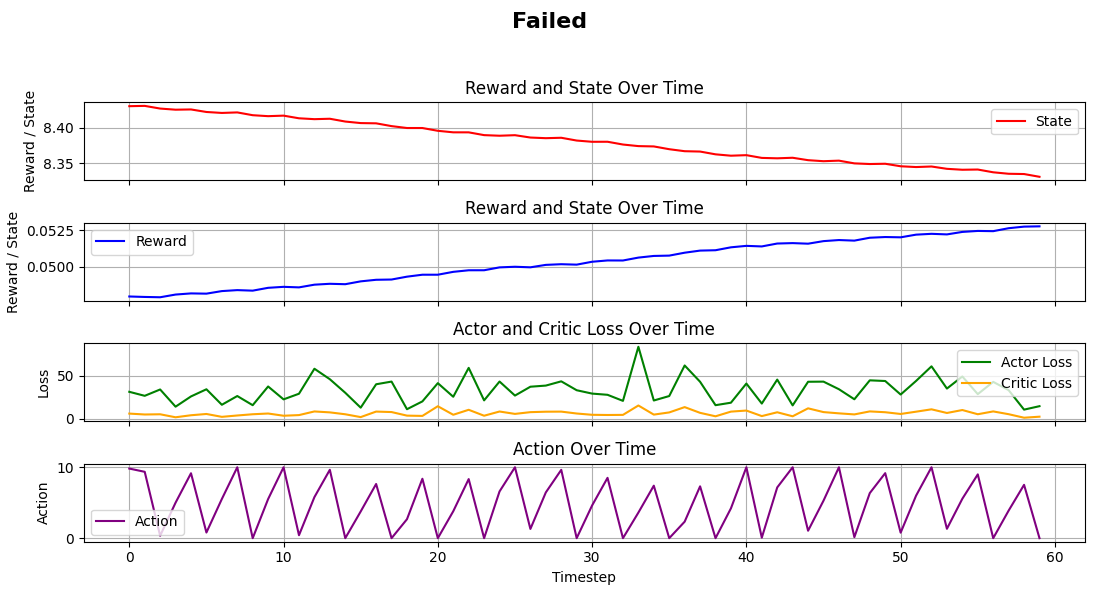 Failed
Reward and State Over Time
Reward / State
8.40
8.35
State
Reward and State Over Time
Reward / State
0.0525
0.0500
Reward
Actor and Critic Loss Over Time
Loss
50
0
Actor Loss
Critic Loss
Action Over Time
Action
10
0
Action
0 10 20 30 40 50 60
Timestep